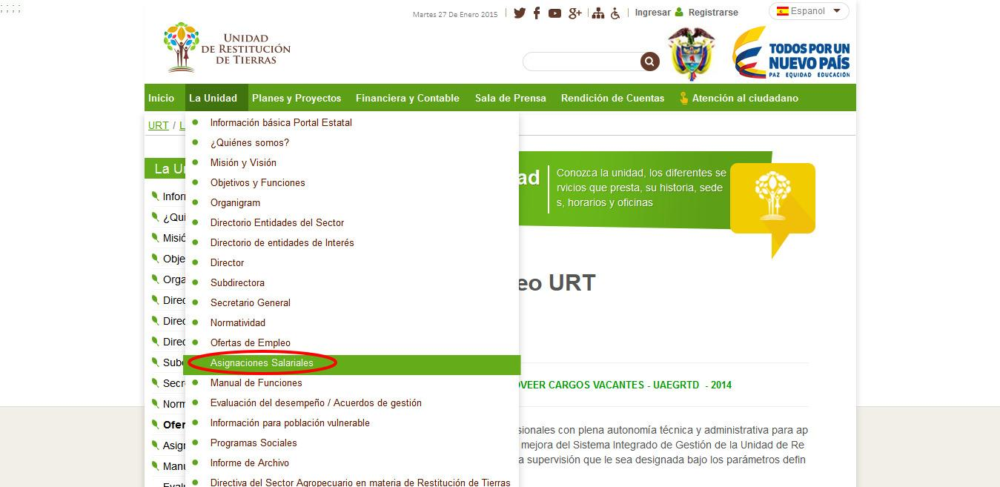 ; ; ; ;
Martes 27 De Enero 2015
Ingresar Registrarse
Espanol
UNIDAD
DE RESTITUCIÓN
DE TIERRAS
TODOS POR UN
NUEVO PAÍS
PAZ EQUIDAD EDUCACIÓN
Inicio La Unidad Planes y Proyectos Financiera y Contable Sala de Prensa Rendición de Cuentas Atención al ciudadano
URT / L
Información básica Portal Estatal
¿Quiénes somos?
Misión y Visión
Objetivos y Funciones
Organigram
Directorio Entidades del Sector
Directorio de entidades de Interés
Director
Subdirectora
Secretario General
Normatividad
Ofertas de Empleo
Asignaciones Salariales
Manual de Funciones
Evaluación del desempeño / Acuerdos de gestión
Información para población vulnerable
Programas Sociales
Informe de Archivo
Directiva del Sector Agropecuario en materia de Restitución de Tierras
La U
Infor
¿Qui
Misió
Obje
Orga
Direc
Direc
Direc
Subd
Secr
Norm
Ofer
Asign
Manu
Evalu
ad
Conozca la unidad, los diferentes se
rvicios que presta, su historia, sede
s, horarios y oficinas
eo URT
OVEER CARGOS VACANTES - UAEGRTD - 2014
sionales con plena autonomía técnica y administrativa para ap
mejora del Sistema Integrado de Gestión de la Unidad de Re
a supervisión que le sea designada bajo los parámetros defin